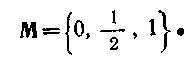 M={0, 1/2, 1}.